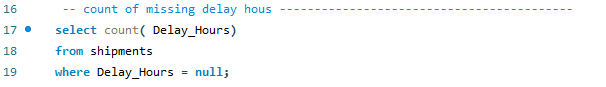 16 -- count of missing delay hous -----------------------------------------
17 select count( Delay_Hours)
18 from shipments
19 where Delay_Hours = null;